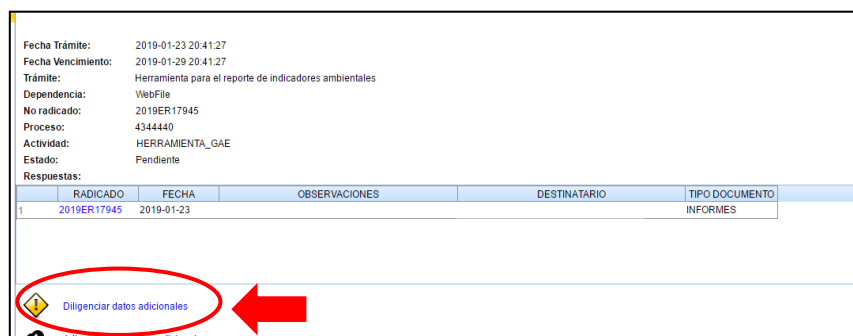 Fecha Trámite: 2019-01-23 20:41:27
Fecha Vencimiento: 2019-01-29 20:41:27
Trámite: Herramienta para el reporte de indicadores ambientales
Dependencia: WebFile
No radicado: 2019ER17945
Proceso: 4344440
Actividad: HERRAMIENTA_GAE
Estado: Pendiente
Respuestas:
RADICADO FECHA OBSERVACIONES DESTINATARIO TIPO DOCUMENTO
1 2019ER17945 2019-01-23 INFORMES
Diligenciar datos adicionales